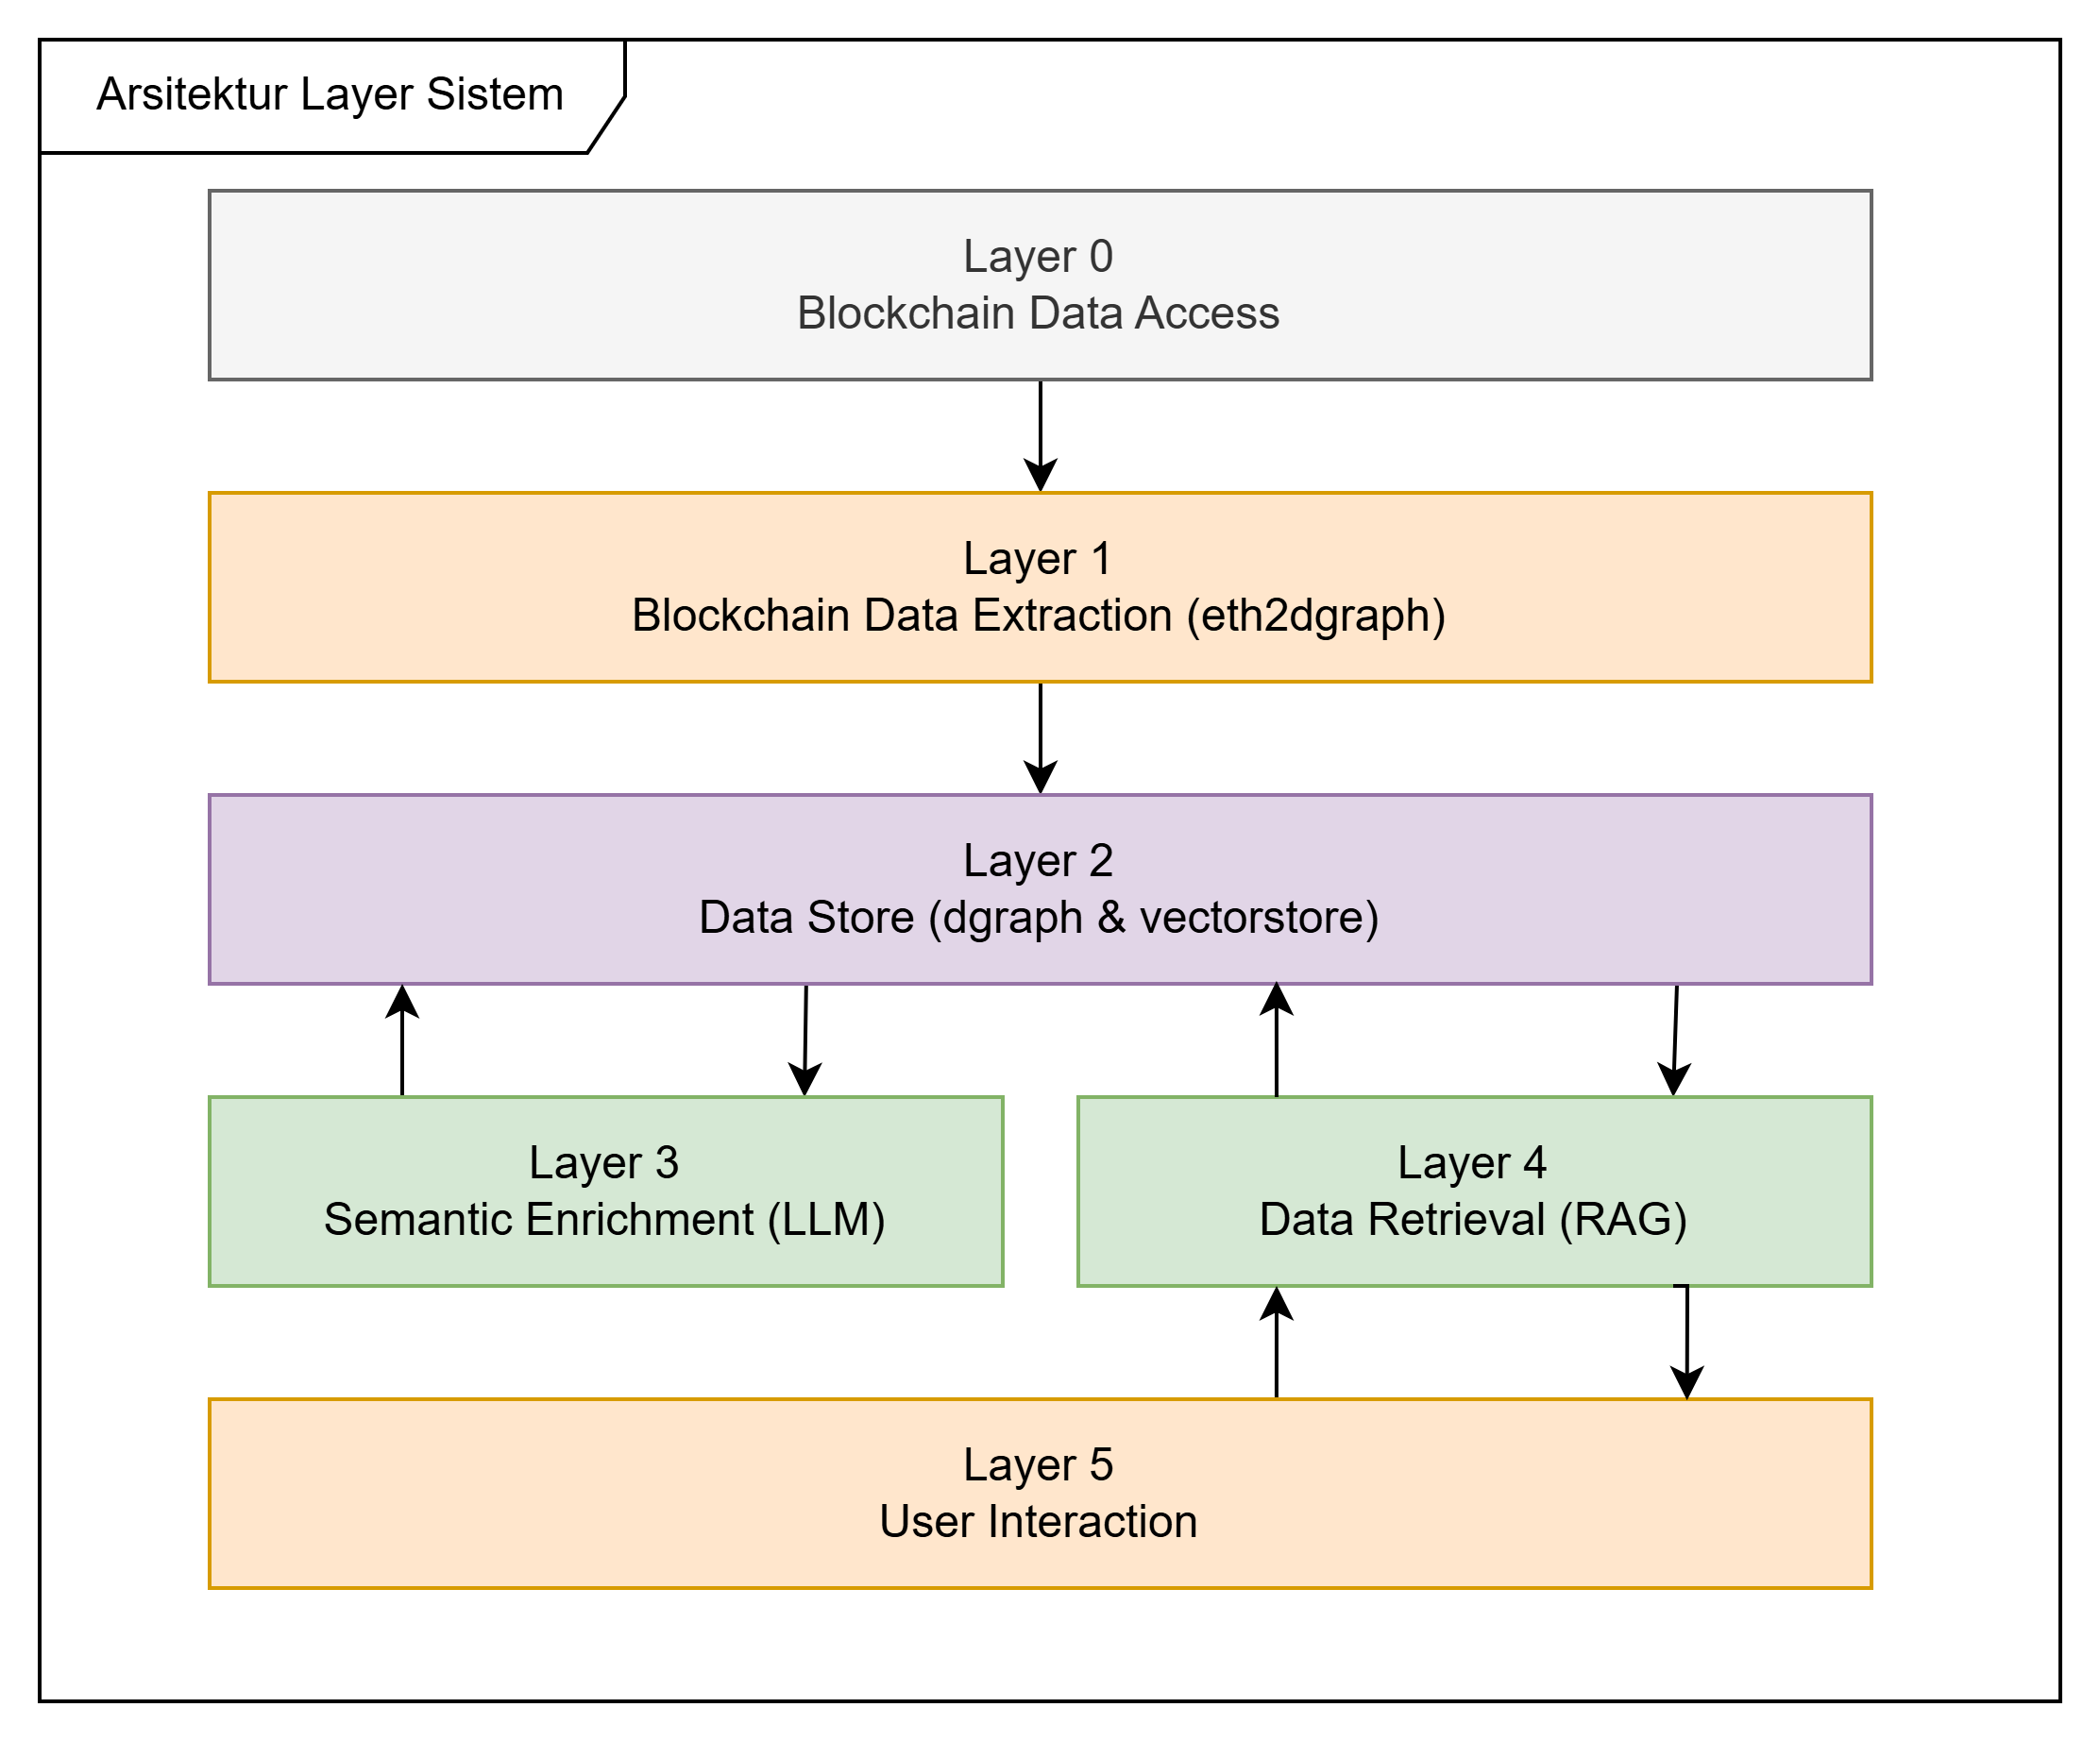 Arsitektur Layer Sistem
Layer 0
Blockchain Data Access
Layer 1
Blockchain Data Extraction (eth2dgraph)
Layer 2
Data Store (dgraph & vectorstore)
Layer 3
Semantic Enrichment (LLM)
Layer 4
Data Retrieval (RAG)
Layer 5
User Interaction